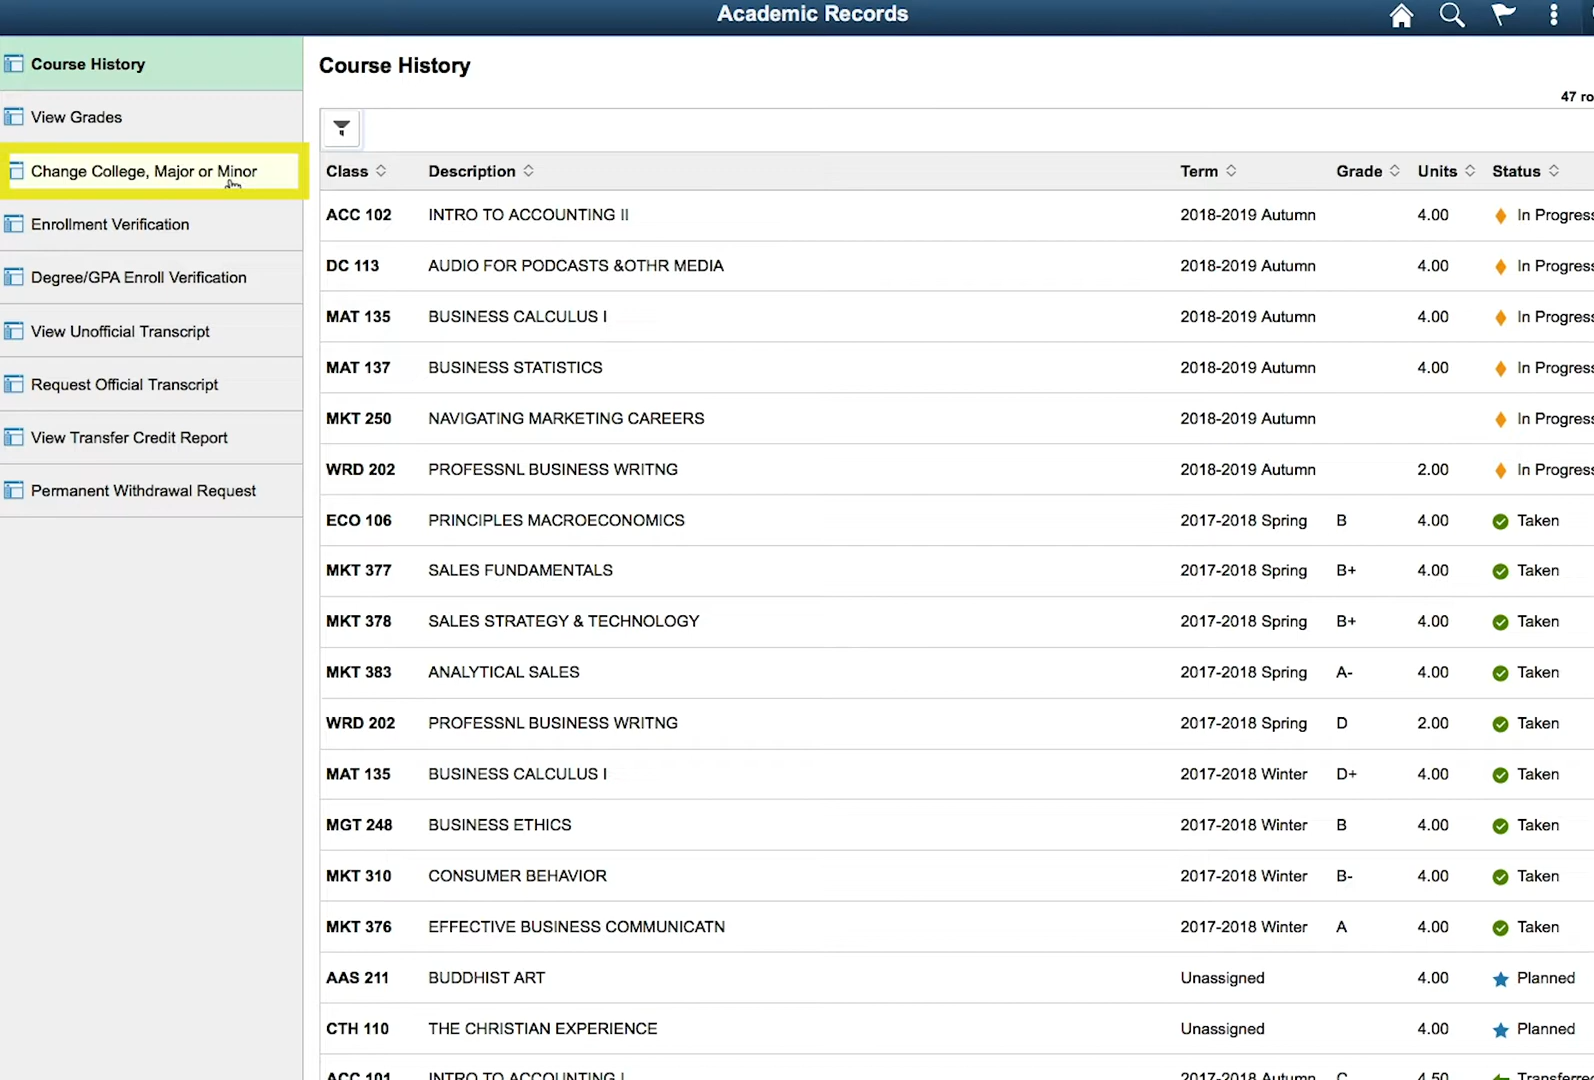 Academic Records
Course History
View Grades
Change College, Major or Minor
Enrollment Verification
Degree/GPA Enroll Verification
View Unofficial Transcript
Request Official Transcript
View Transfer Credit Report
Permanent Withdrawal Request
Course History
47 ro
Class Description Term Grade Units Status
ACC 102 INTRO TO ACCOUNTING II 2018-2019 Autumn 4.00 In Progress
DC 113 AUDIO FOR PODCASTS &OTHR MEDIA 2018-2019 Autumn 4.00 In Progress
MAT 135 BUSINESS CALCULUS I 2018-2019 Autumn 4.00 In Progress
MAT 137 BUSINESS STATISTICS 2018-2019 Autumn 4.00 In Progress
MKT 250 NAVIGATING MARKETING CAREERS 2018-2019 Autumn In Progress
WRD 202 PROFESSNL BUSINESS WRITNG 2018-2019 Autumn 2.00 In Progress
ECO 106 PRINCIPLES MACROECONOMICS 2017-2018 Spring B 4.00 Taken
MKT 377 SALES FUNDAMENTALS 2017-2018 Spring B+ 4.00 Taken
MKT 378 SALES STRATEGY & TECHNOLOGY 2017-2018 Spring B+ 4.00 Taken
MKT 383 ANALYTICAL SALES 2017-2018 Spring A- 4.00 Taken
WRD 202 PROFESSNL BUSINESS WRITNG 2017-2018 Spring D 2.00 Taken
MAT 135 BUSINESS CALCULUS I 2017-2018 Winter D+ 4.00 Taken
MGT 248 BUSINESS ETHICS 2017-2018 Winter B 4.00 Taken
MKT 310 CONSUMER BEHAVIOR 2017-2018 Winter B- 4.00 Taken
MKT 376 EFFECTIVE BUSINESS COMMUNICATN 2017-2018 Winter A 4.00 Taken
AAS 211 BUDDHIST ART Unassigned 4.00 Planned
CTH 110 THE CHRISTIAN EXPERIENCE Unassigned 4.00 Planned
ACC 101 INTRO TO ACCOUNTING I 2017-2018 Autumn C 4.50 Transferre